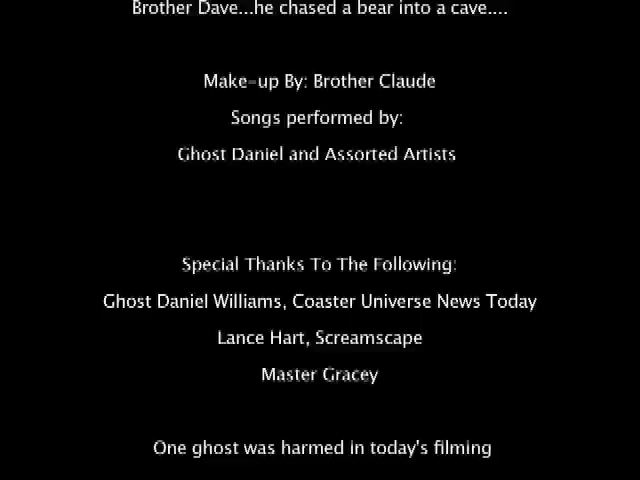 Brother Dave...he chased a bear into a cave....
Make-up By: Brother Claude
Songs performed by:
Ghost Daniel and Assorted Artists
Special Thanks To The Following:
Ghost Daniel Williams, Coaster Universe News Today
Lance Hart, Screamscape
Master Gracey
One ghost was harmed in today's filming